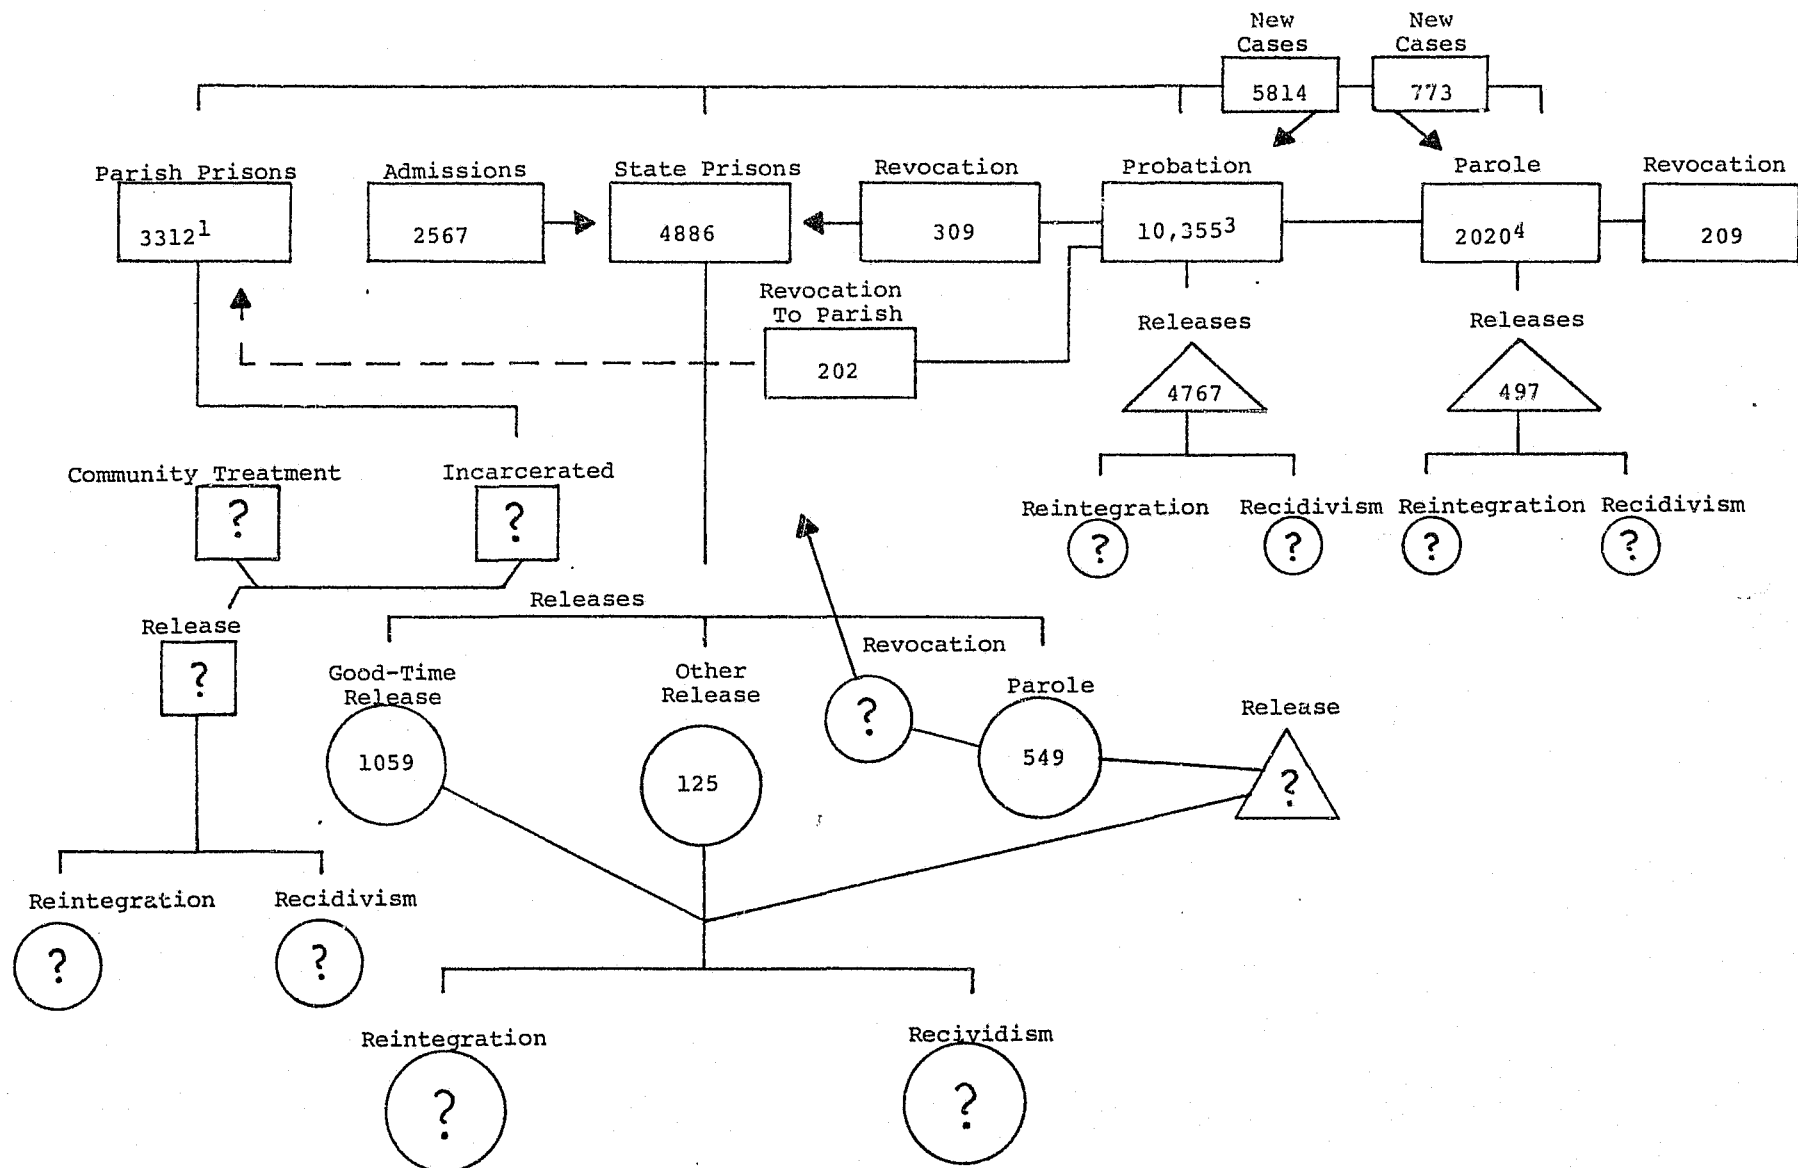 New
Cases
New
Cases
5814
773
Parish Prisons
Admissions
State Prisons
Revocation
Probation
Parole
Revocation
3312¹
2567
4886
309
10,355³
2020⁴
209
Revocation
To Parish
202
Releases
Releases
4767
497
Community Treatment
Incarcerated
?
?
Reintegration
Recidivism
Reintegration
Recidivism
?
?
?
?
Releases
Release
?
Good-Time
Release
Other
Release
Revocation
Parole
Release
1059
125
?
549
?
Reintegration
Recidivism
?
?
Reintegration
Recividism
?
?